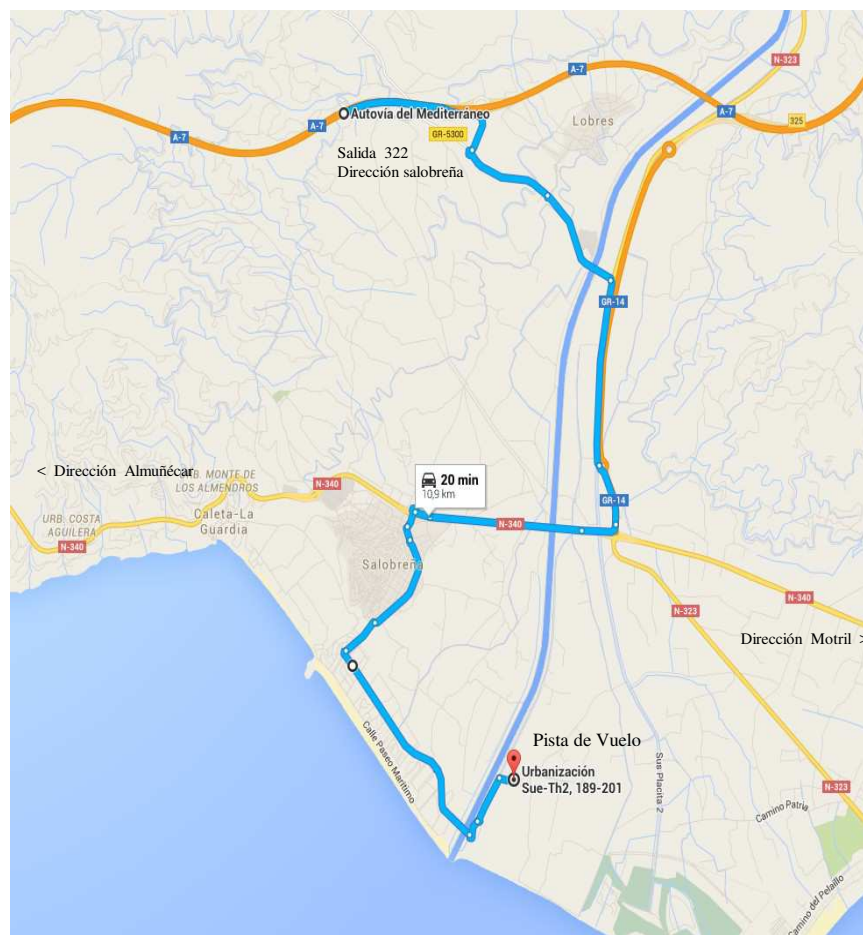 N-323
A-7
A-7
Autovía del Mediterráneo
A-7
325
A-7
GR-5300
Lobres
Salida 322
Dirección salobreña
GR-14
< Dirección Almuñécar
URB. MONTE DE
LOS ALMENDROS
N-340
20 min
10,9 km
GR-14
Caleta-La
Guardia
URB. COSTA
AGUILERA
N-340
N-340
Salobreña
N-340
N-323
Dirección Motril >
Calle Paseo Marítimo
Pista de Vuelo
Urbanización
Sue-Th2, 189-201
Sus Placita 2
N-323
Camino Patria
Camino del Pelaillo